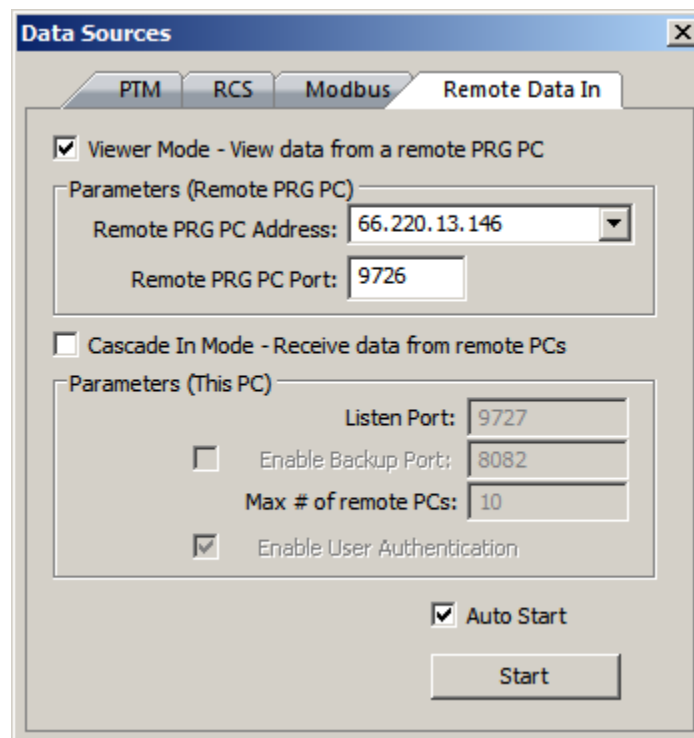 Data Sources
PTM RCS Modbus Remote Data In
Viewer Mode - View data from a remote PRG PC
Parameters (Remote PRG PC)
Remote PRG PC Address: 66.220.13.146
Remote PRG PC Port: 9726
Cascade In Mode - Receive data from remote PCs
Parameters (This PC)
Listen Port: 9727
Enable Backup Port: 8082
Max # of remote PCs: 10
Enable User Authentication
Auto Start
Start